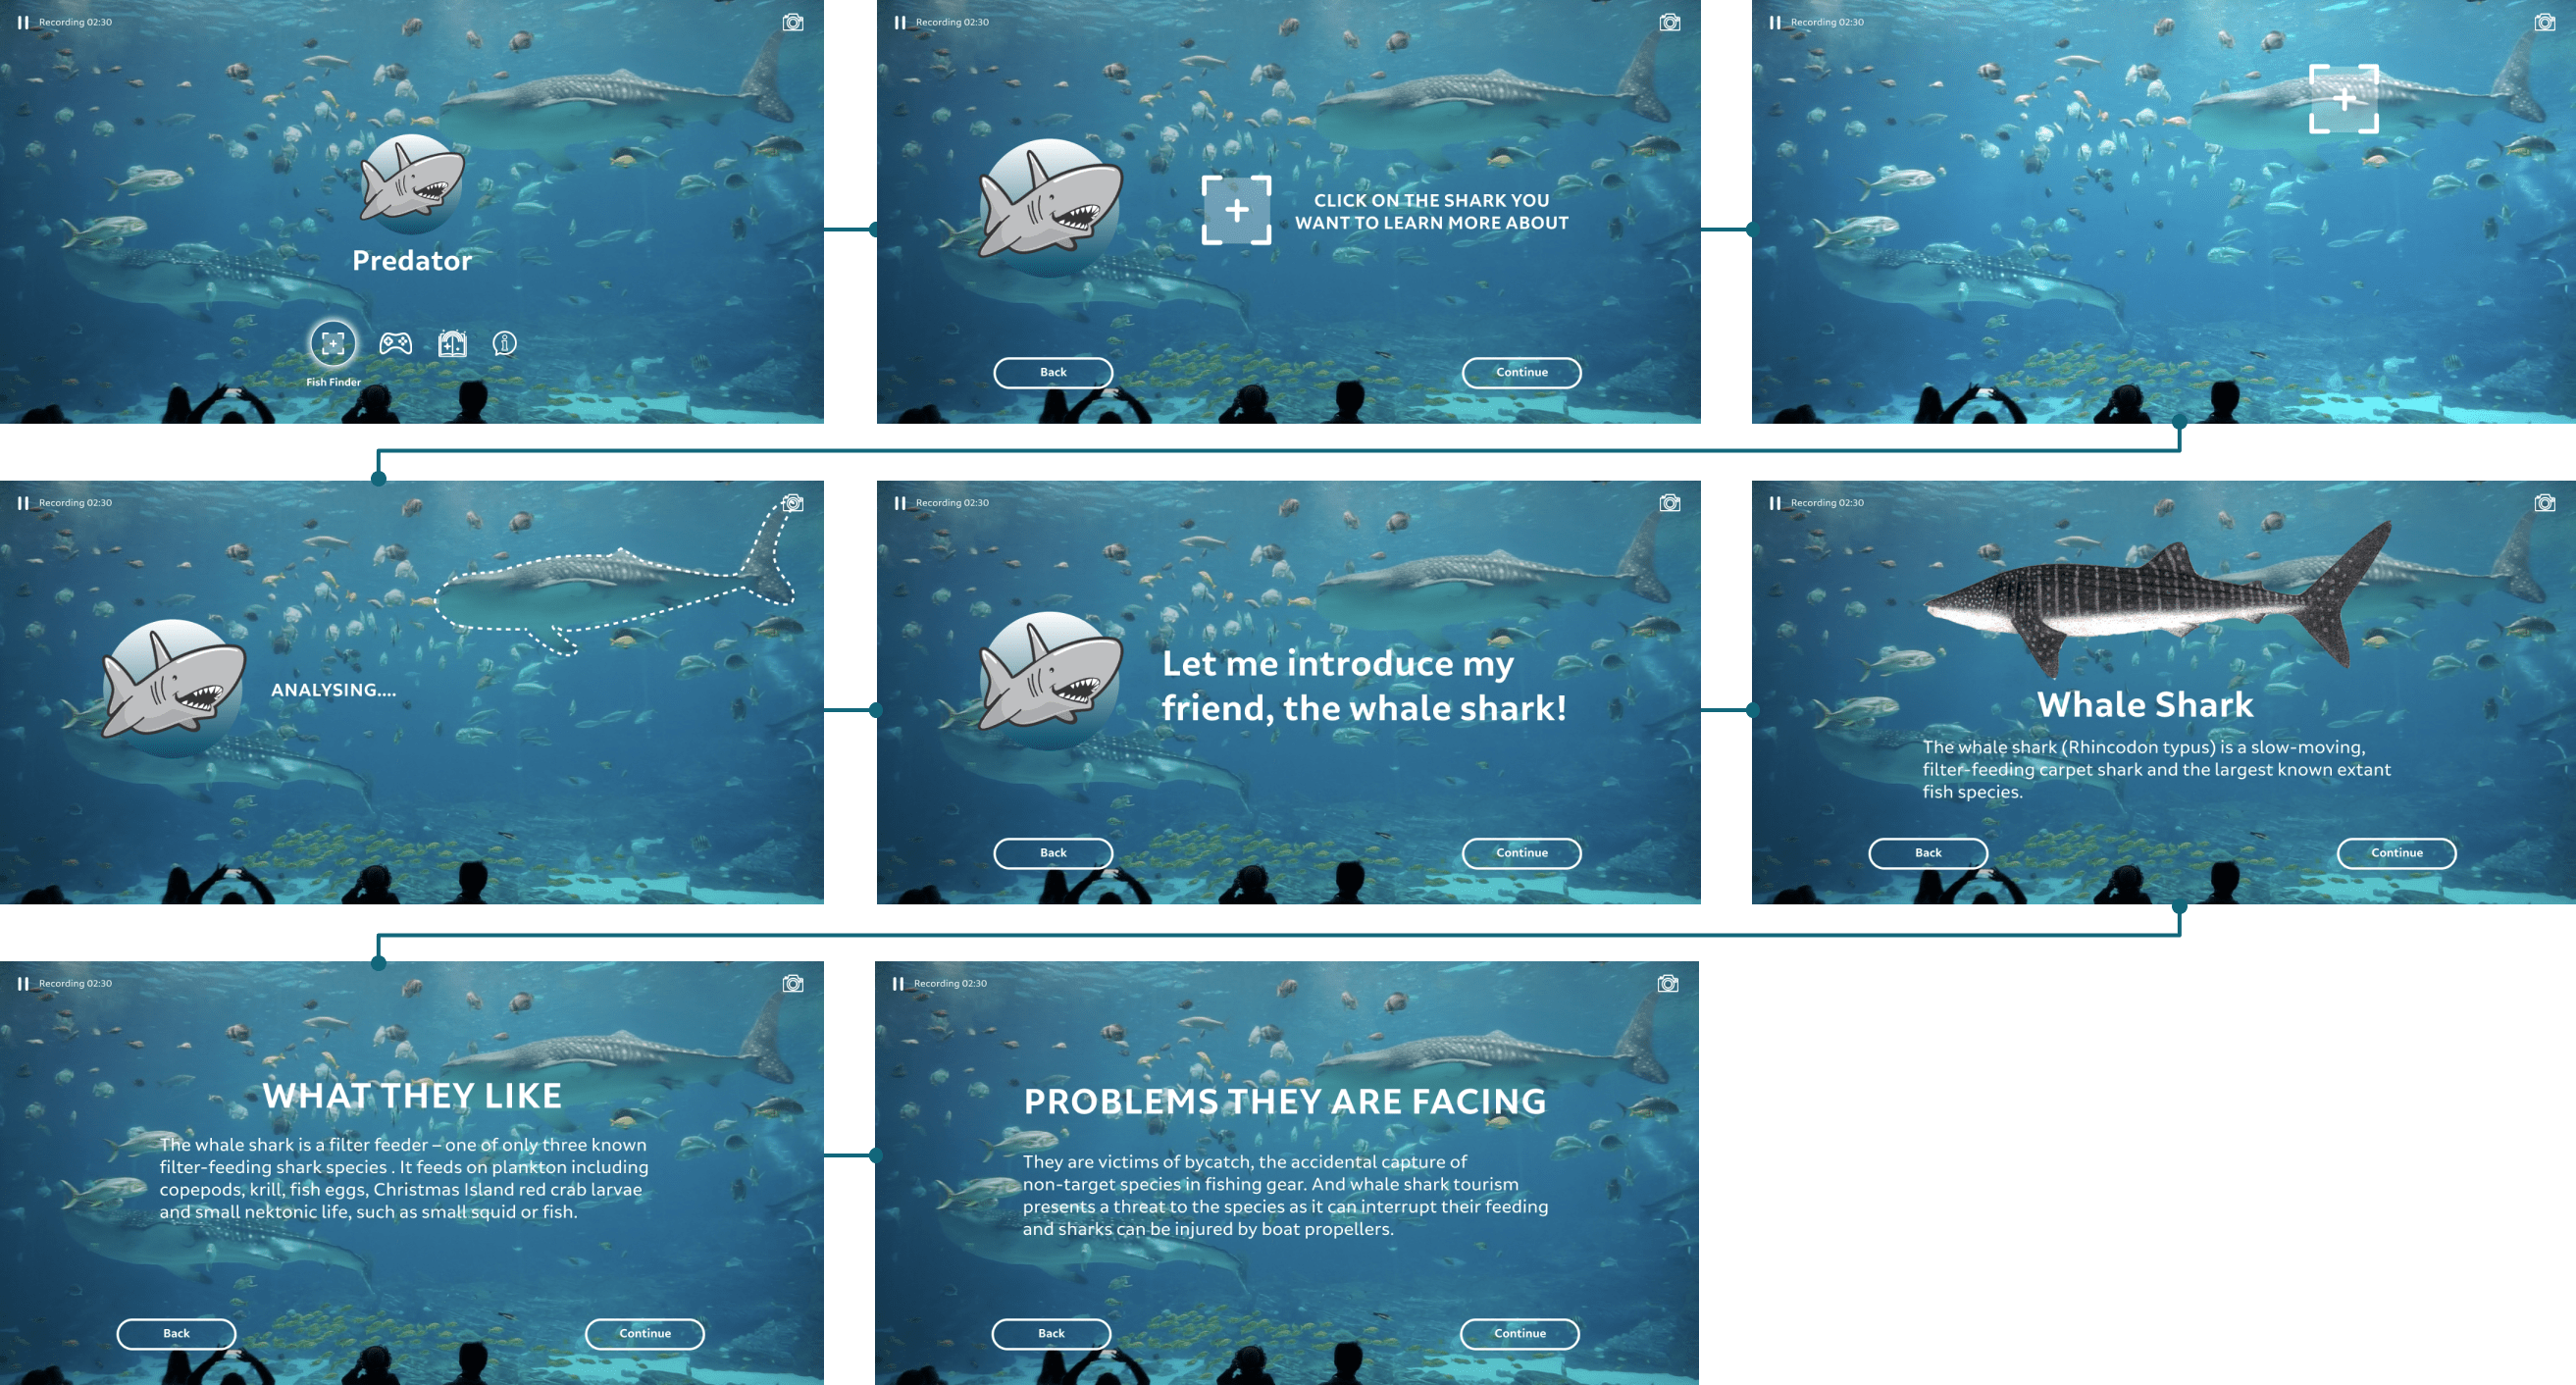 Recording 02:30
Predator
Fish Finder
Recording 02:30
CLICK ON THE SHARK YOU
WANT TO LEARN MORE ABOUT
Back
Continue
Recording 02:30
Recording 02:30
ANALYSING....
Recording 02:30
Let me introduce my
friend, the whale shark!
Back
Continue
Recording 02:30
Whale Shark
The whale shark (Rhincodon typus) is a slow-moving,
filter-feeding carpet shark and the largest known extant
fish species.
Back
Continue
Recording 02:30
WHAT THEY LIKE
The whale shark is a filter feeder – one of only three known
filter-feeding shark species . It feeds on plankton including
copepods, krill, fish eggs, Christmas Island red crab larvae
and small nektonic life, such as small squid or fish.
Back
Continue
Recording 02:30
PROBLEMS THEY ARE FACING
They are victims of bycatch, the accidental capture of
non-target species in fishing gear. And whale shark tourism
presents a threat to the species as it can interrupt their feeding
and sharks can be injured by boat propellers.
Back
Continue